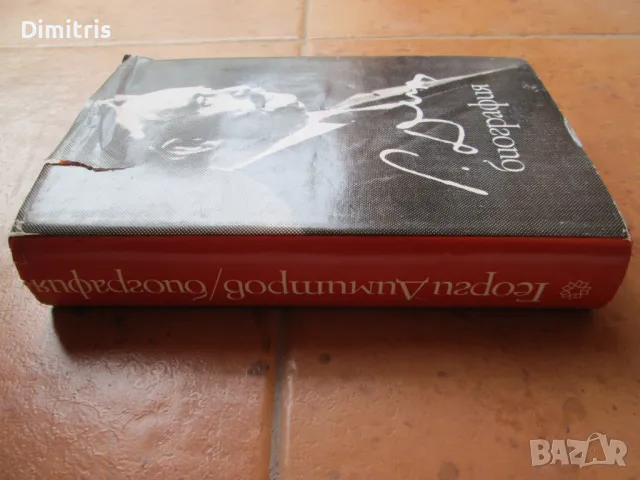 Dimitris
биография
Георги Димитров/биография
BAZAR